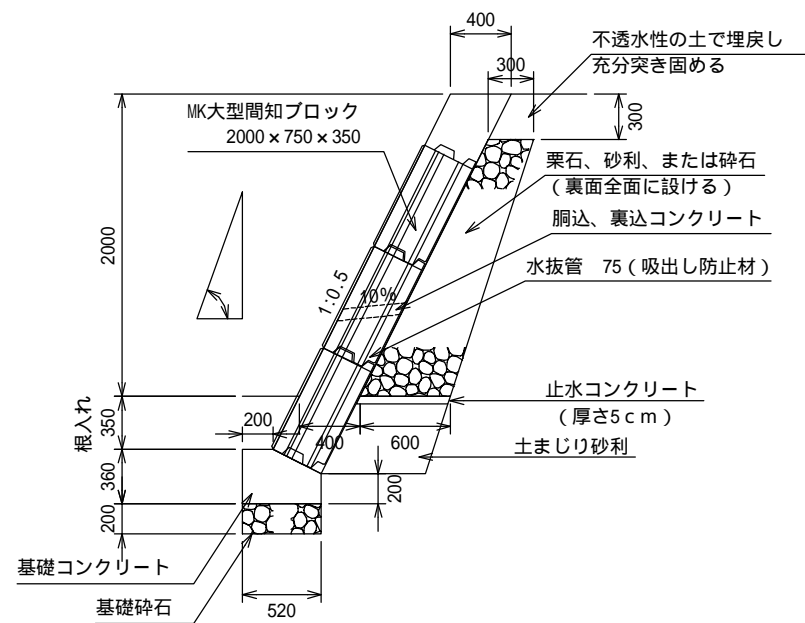 400
不透水性の土で埋戻し
充分突き固める
300
300
MK大型間知ブロック
2000×750×350
栗石、砂利、または砕石
(裏面全面に設ける)
胴込、裏込コンクリート
水抜管 75(吸出し防止材)
2000
1:0.5
10%
止水コンクリート
(厚さ5cm)
根入れ
350
200
400
600
土まじり砂利
360
200
200
基礎コンクリート
基礎砕石
520